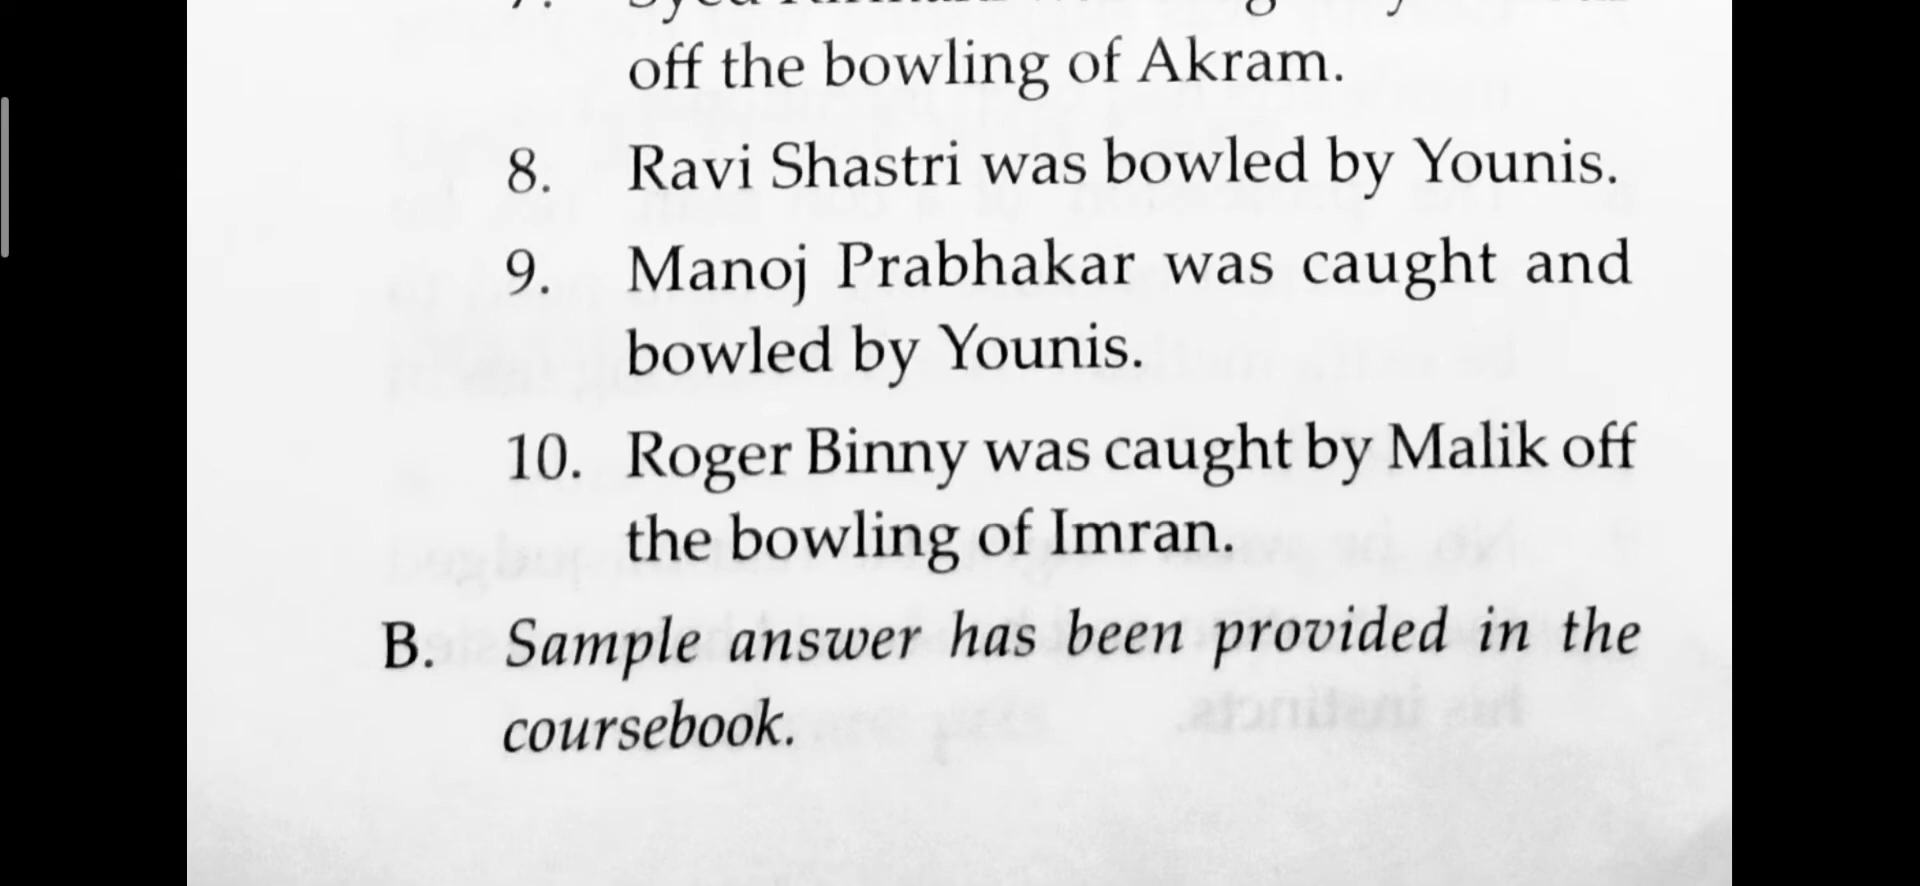 off the bowling of Akram.
8. Ravi Shastri was bowled by Younis.
9. Manoj Prabhakar was caught and
bowled by Younis.
10. Roger Binny was caught by Malik off
the bowling of Imran.
B. Sample answer has been provided in the
coursebook.